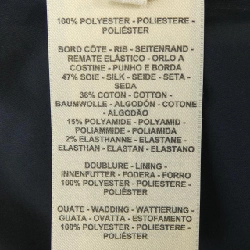 100% POLYESTER - POLIESTERE -
POLIÉSTER
BORD CÔTE - RIB - SEITENRAND -
REMATE ELÁSTICO - ORLO A
COSTINE - PUNHO E BORDA
47% SOIE - SILK - SEIDE - SETA -
SEDA
36% COTON - COTTON -
BAUMWOLLE - ALGODÓN - COTONE
- ALGODÃO
15% POLYAMIDE - POLYAMID -
POLIAMMIDE - POLIAMIDA
2% ELASTHANNE - ELASTANE -
ELASTHAN - ELASTAN - ELASTANO
DOUBLURE - LINING -
INNENFUTTER - FODERA - FORRO
100% POLYESTER - POLIESTERE -
POLIÉSTER
OUATE - WADDING - WATTIERUNG -
GUATA - OVATTA - ESTOFAMENTO
100% POLYESTER - POLIESTERE -
POLIÉSTER